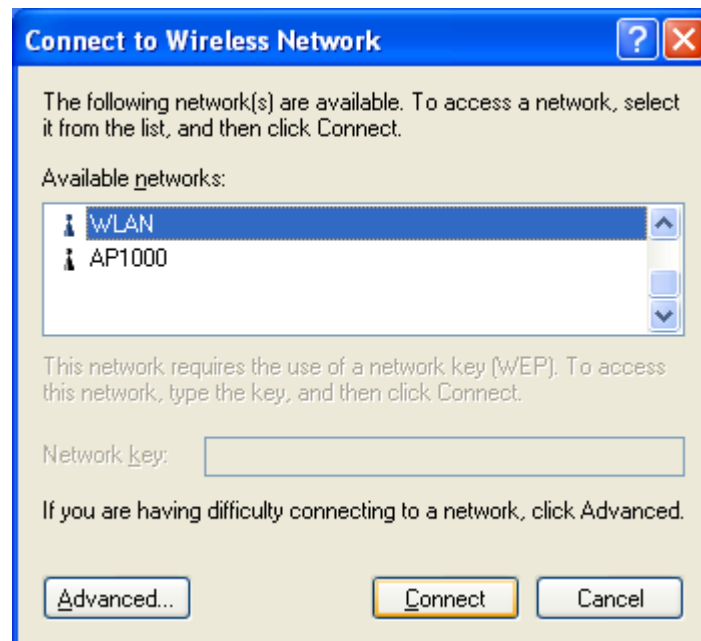 Connect to Wireless Network
The following network(s) are available. To access a network, select
it from the list, and then click Connect.
Available networks:
WLAN
AP1000
This network requires the use of a network key (WEP). To access
this network, type the key, and then click Connect.
Network key:
If you are having difficulty connecting to a network, click Advanced.
Advanced... Connect Cancel